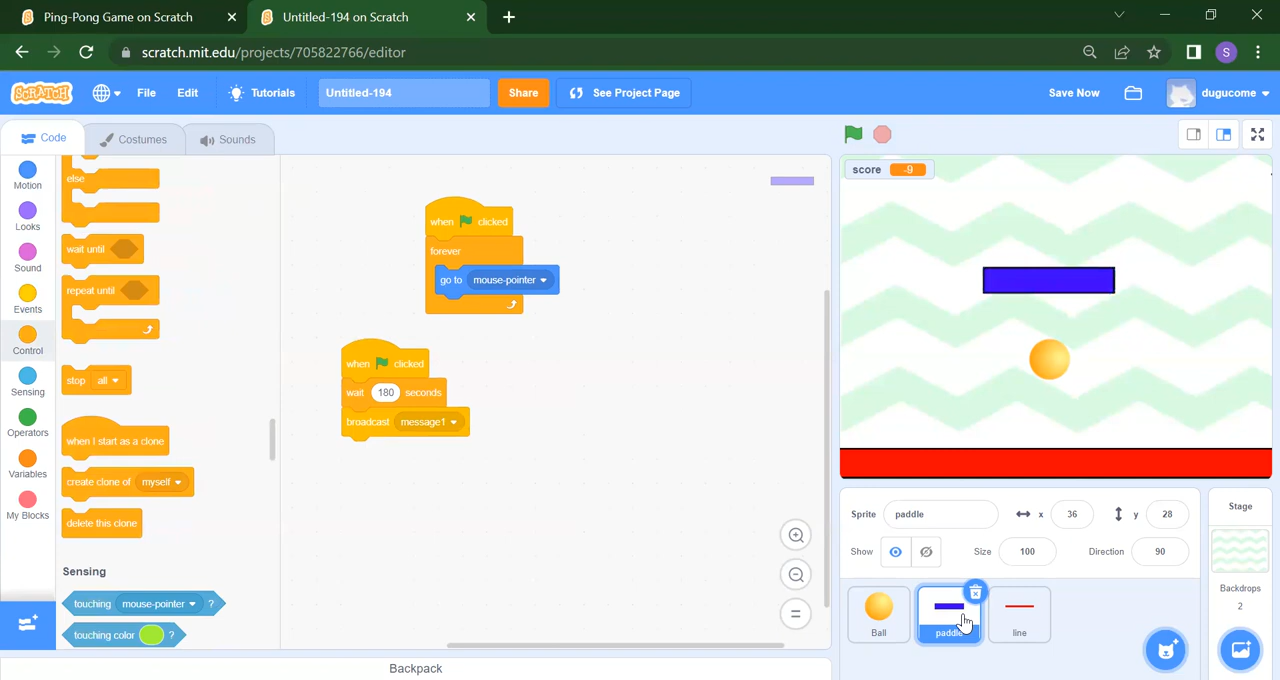 Ping-Pong Game on Scratch
Untitled-194 on Scratch
scratch.mit.edu/projects/705822766/editor
S
SCRATCH
File
Edit
Tutorials
Untitled-194
Share
See Project Page
Save Now
dugucome
Code
Costumes
Sounds
Motion
Looks
Sound
Events
Control
Sensing
Operators
Variables
My Blocks
else
wait until
repeat until
stop all
when I start as a clone
create clone of myself
delete this clone
Sensing
touching mouse-pointer ?
touching color ?
when clicked
forever
go to mouse-pointer
when clicked
wait 180 seconds
broadcast message1
Backpack
score -9
Sprite paddle
x 36
y 28
Show
Size 100
Direction 90
Ball
paddle
line
Stage
Backdrops
2